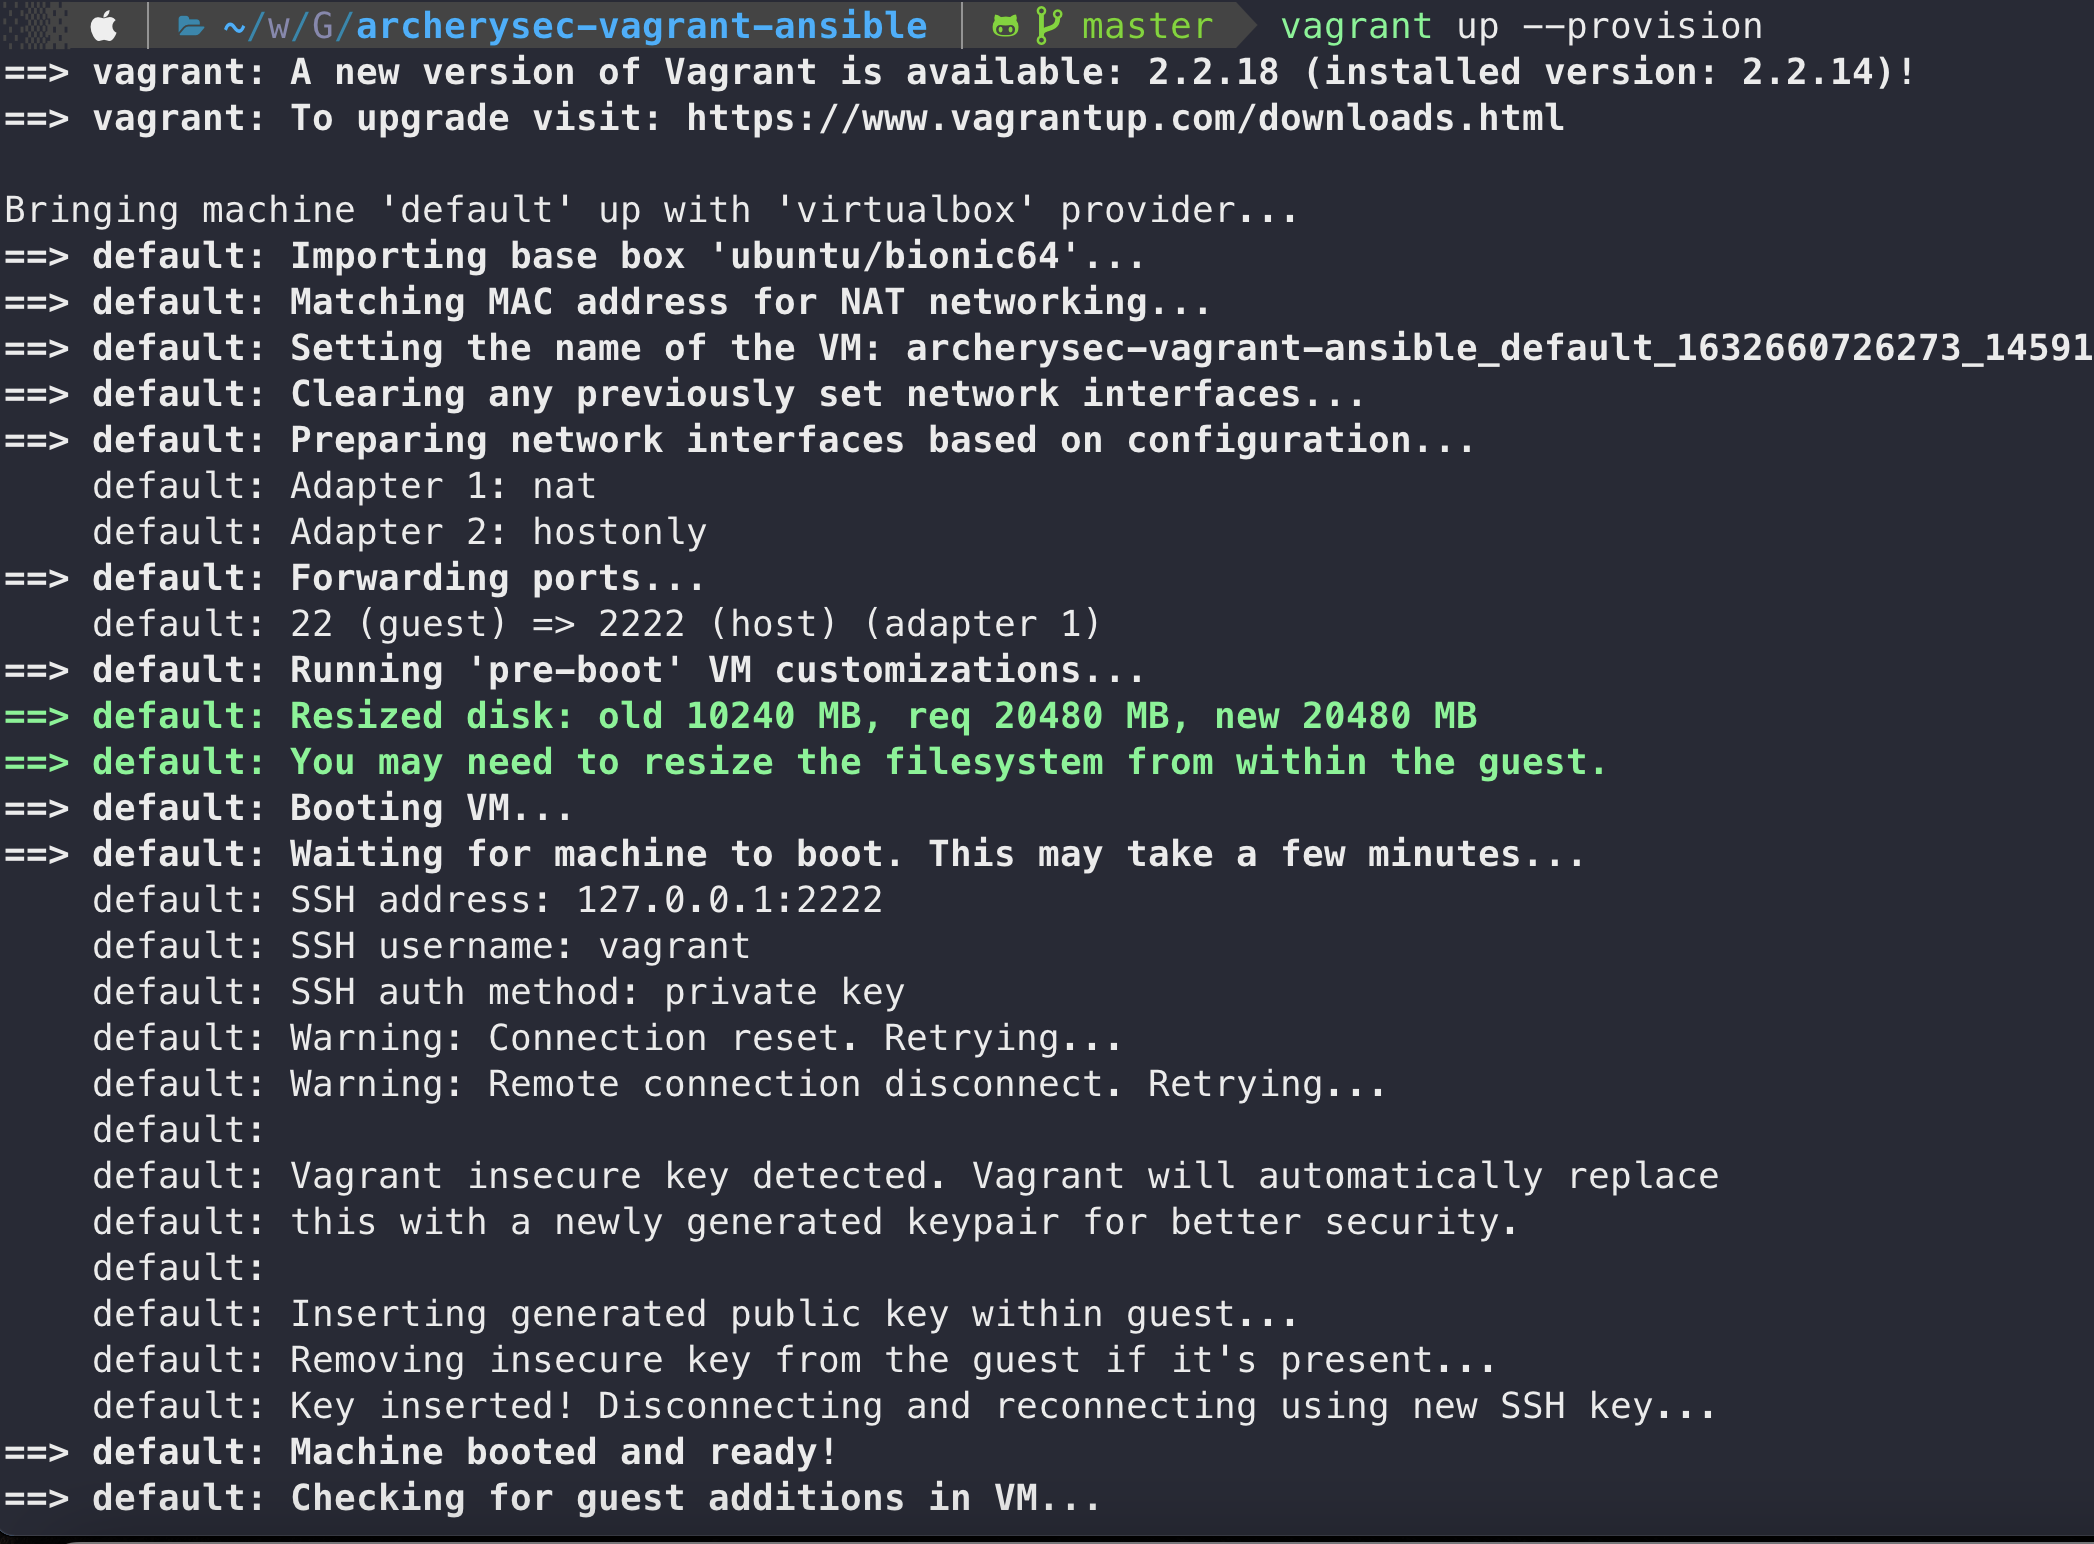 ~/w/G/archerysec-vagrant-ansible master vagrant up --provision
==> vagrant: A new version of Vagrant is available: 2.2.18 (installed version: 2.2.14)!
==> vagrant: To upgrade visit: https://www.vagrantup.com/downloads.html

Bringing machine 'default' up with 'virtualbox' provider...
==> default: Importing base box 'ubuntu/bionic64'...
==> default: Matching MAC address for NAT networking...
==> default: Setting the name of the VM: archerysec-vagrant-ansible_default_1632660726273_14591
==> default: Clearing any previously set network interfaces...
==> default: Preparing network interfaces based on configuration...
    default: Adapter 1: nat
    default: Adapter 2: hostonly
==> default: Forwarding ports...
    default: 22 (guest) => 2222 (host) (adapter 1)
==> default: Running 'pre-boot' VM customizations...
==> default: Resized disk: old 10240 MB, req 20480 MB, new 20480 MB
==> default: You may need to resize the filesystem from within the guest.
==> default: Booting VM...
==> default: Waiting for machine to boot. This may take a few minutes...
    default: SSH address: 127.0.0.1:2222
    default: SSH username: vagrant
    default: SSH auth method: private key
    default: Warning: Connection reset. Retrying...
    default: Warning: Remote connection disconnect. Retrying...
    default:
    default: Vagrant insecure key detected. Vagrant will automatically replace
    default: this with a newly generated keypair for better security.
    default:
    default: Inserting generated public key within guest...
    default: Removing insecure key from the guest if it's present...
    default: Key inserted! Disconnecting and reconnecting using new SSH key...
==> default: Machine booted and ready!
==> default: Checking for guest additions in VM...